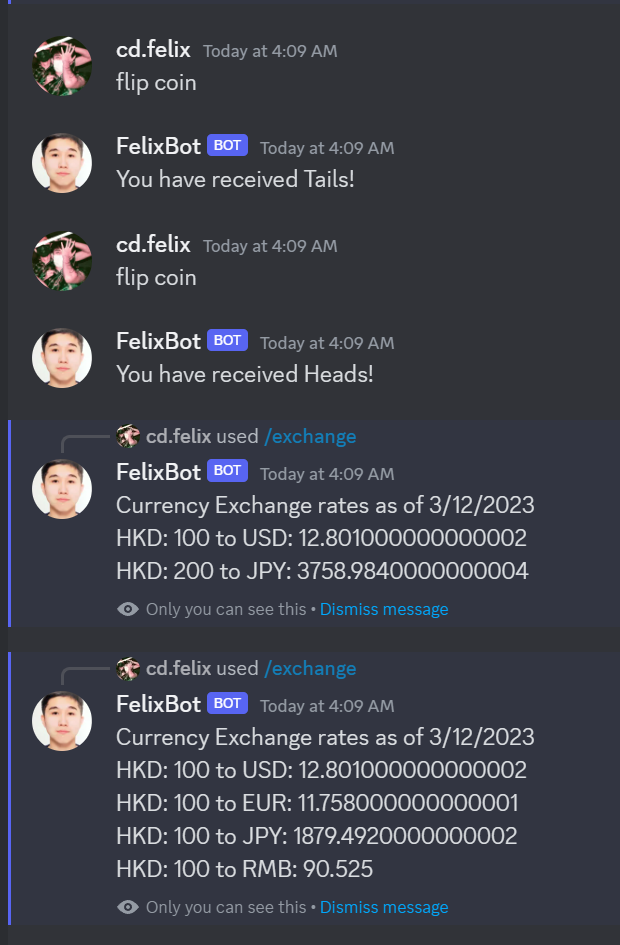 cd.felix Today at 4:09 AM
flip coin
FelixBot BOT Today at 4:09 AM
You have received Tails!
cd.felix Today at 4:09 AM
flip coin
FelixBot BOT Today at 4:09 AM
You have received Heads!
cd.felix used /exchange
FelixBot BOT Today at 4:09 AM
Currency Exchange rates as of 3/12/2023
HKD: 100 to USD: 12.801000000000002
HKD: 200 to JPY: 3758.9840000000004
Only you can see this • Dismiss message
cd.felix used /exchange
FelixBot BOT Today at 4:09 AM
Currency Exchange rates as of 3/12/2023
HKD: 100 to USD: 12.801000000000002
HKD: 100 to EUR: 11.758000000000001
HKD: 100 to JPY: 1879.4920000000002
HKD: 100 to RMB: 90.525
Only you can see this • Dismiss message